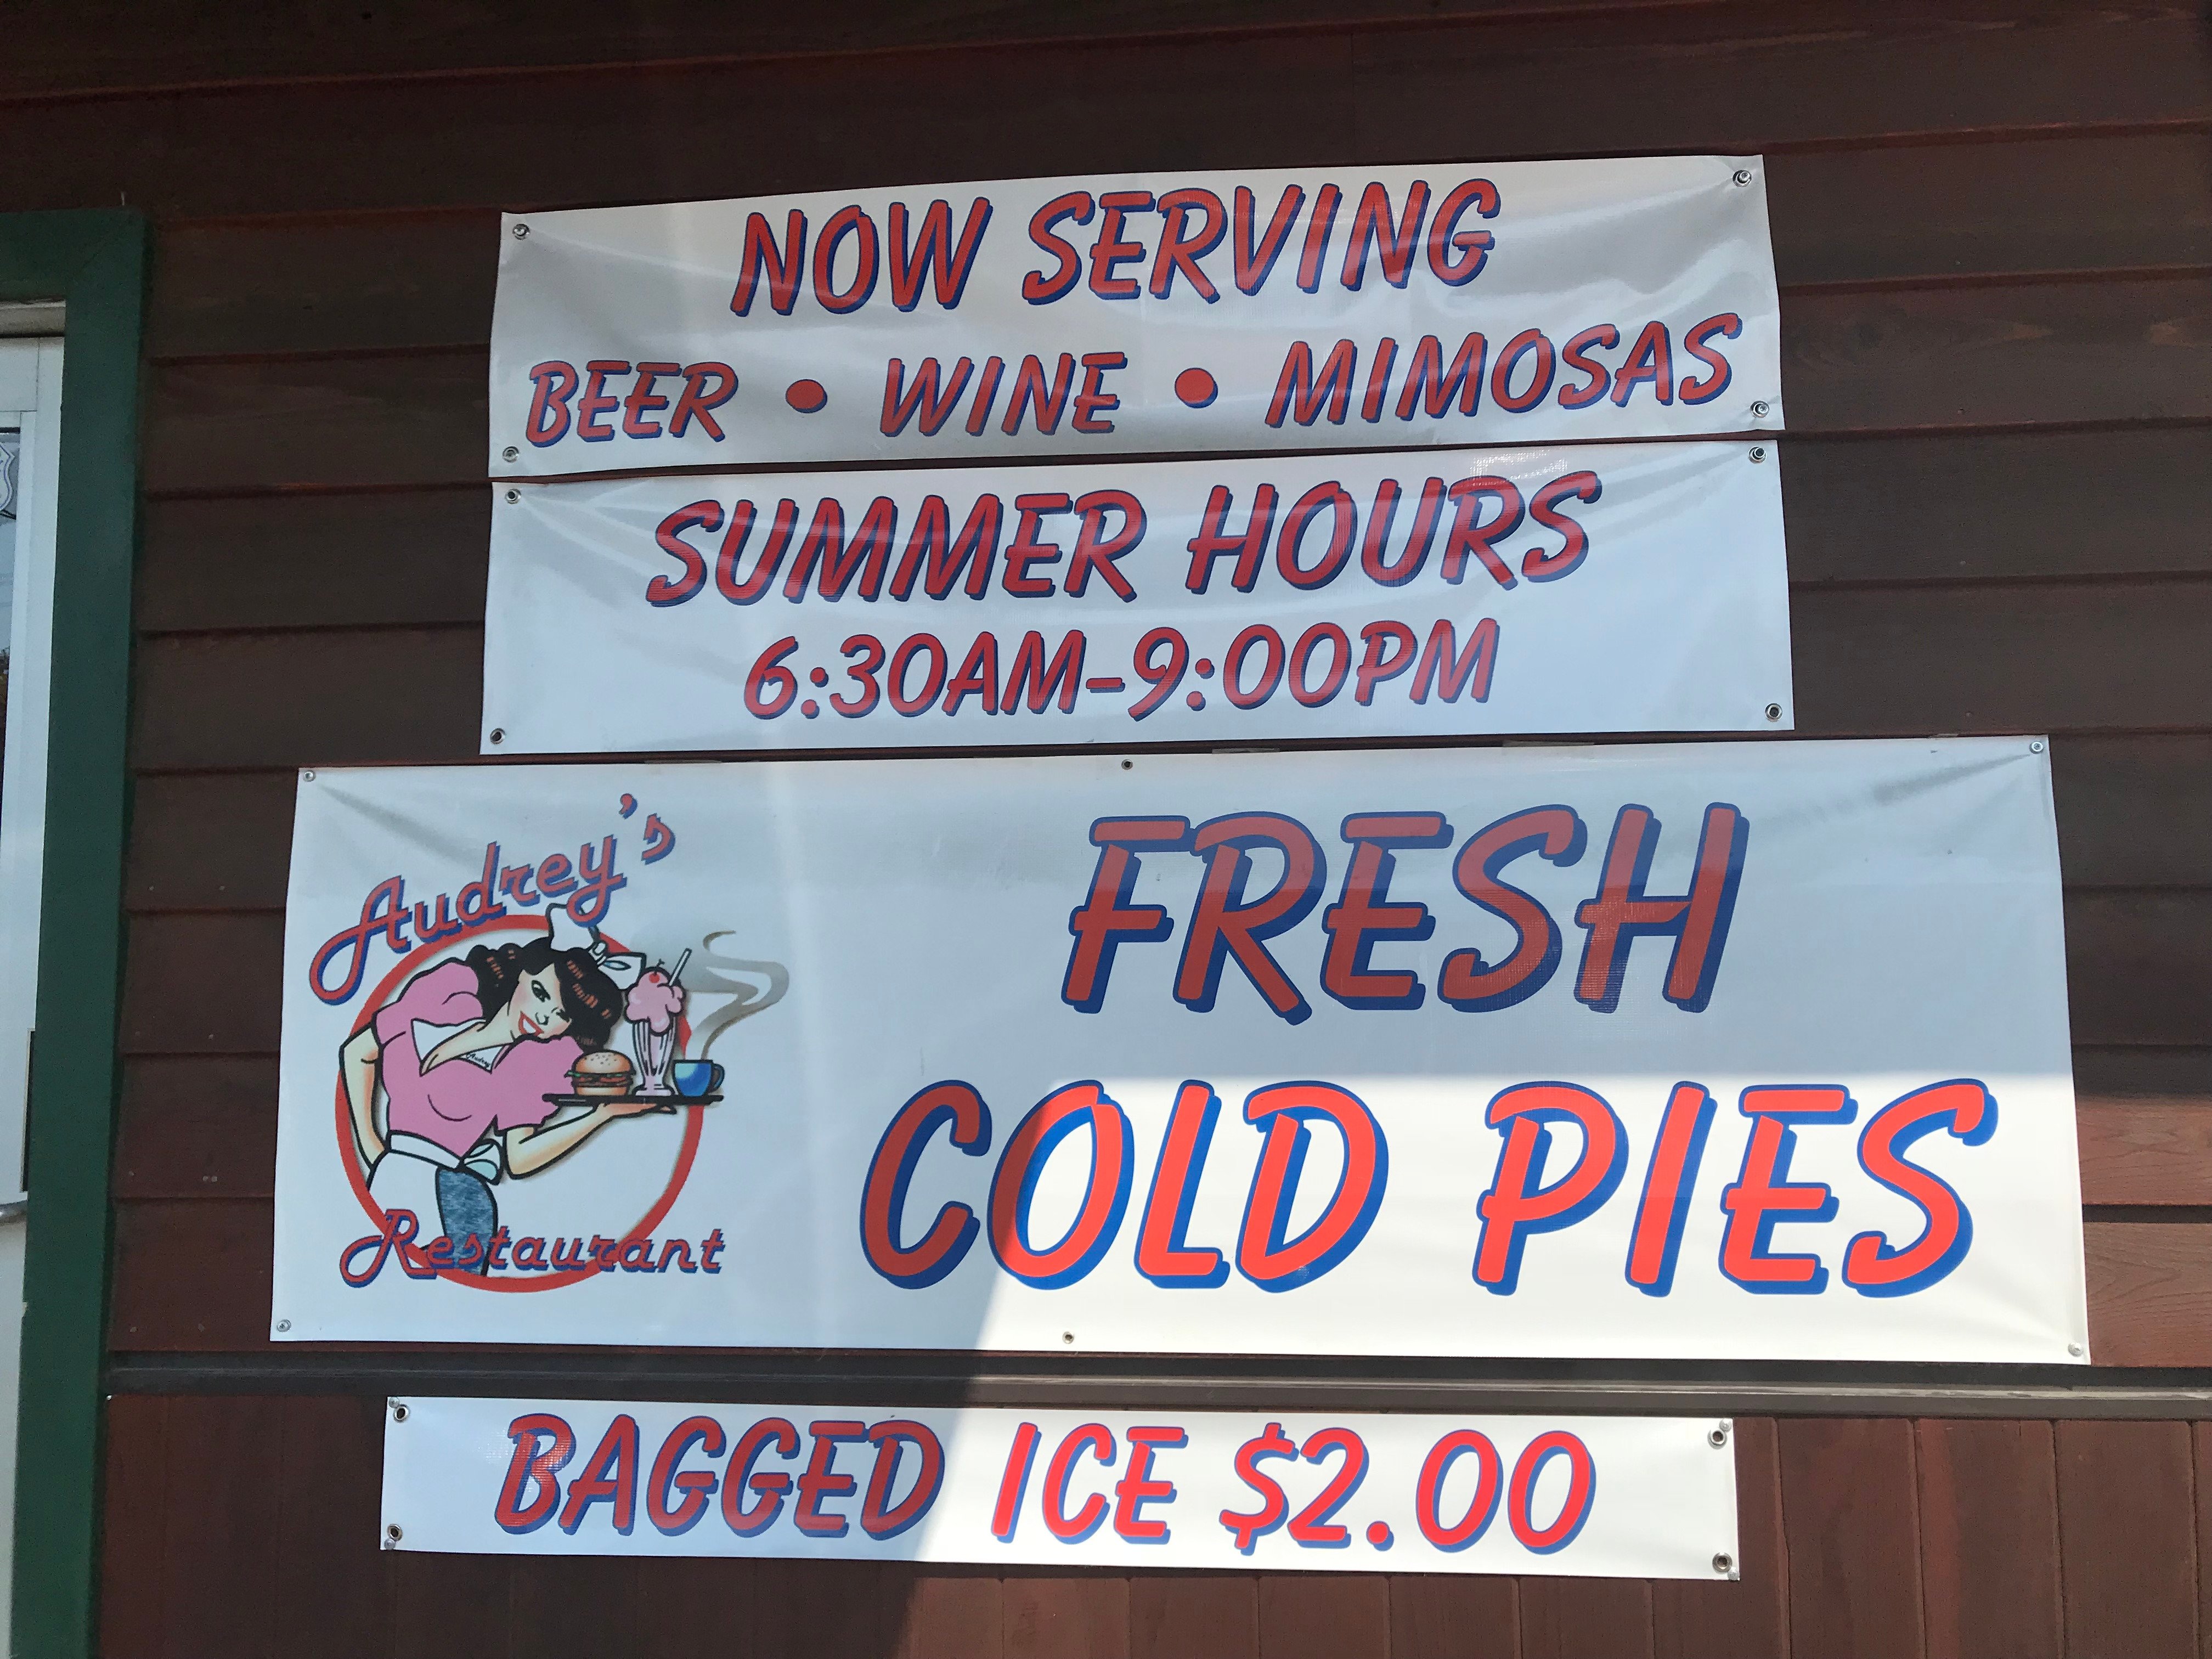 NOW SERVING
BEER • WINE • MIMOSAS
SUMMER HOURS
6:30AM-9:00PM
Audrey's
Audrey
Restaurant
FRESH
COLD PIES
BAGGED ICE $2.00